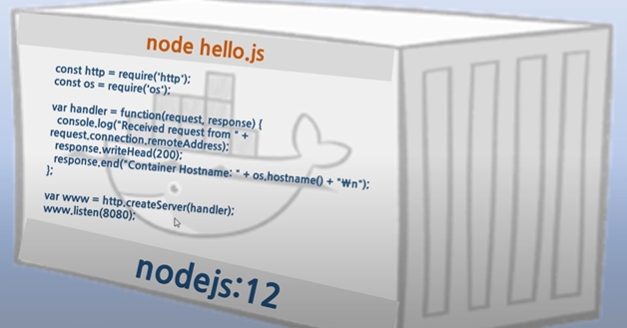 node hello.js
const http = require('http');
const os = require('os');
var handler = function(request, response) {
console.log("Received request from " +
request.connection.remoteAddress);
response.writeHead(200);
response.end("Container Hostname: " + os.hostname() + "₩n");
};
var www = http.createServer(handler);
www.listen(8080);
nodejs:12